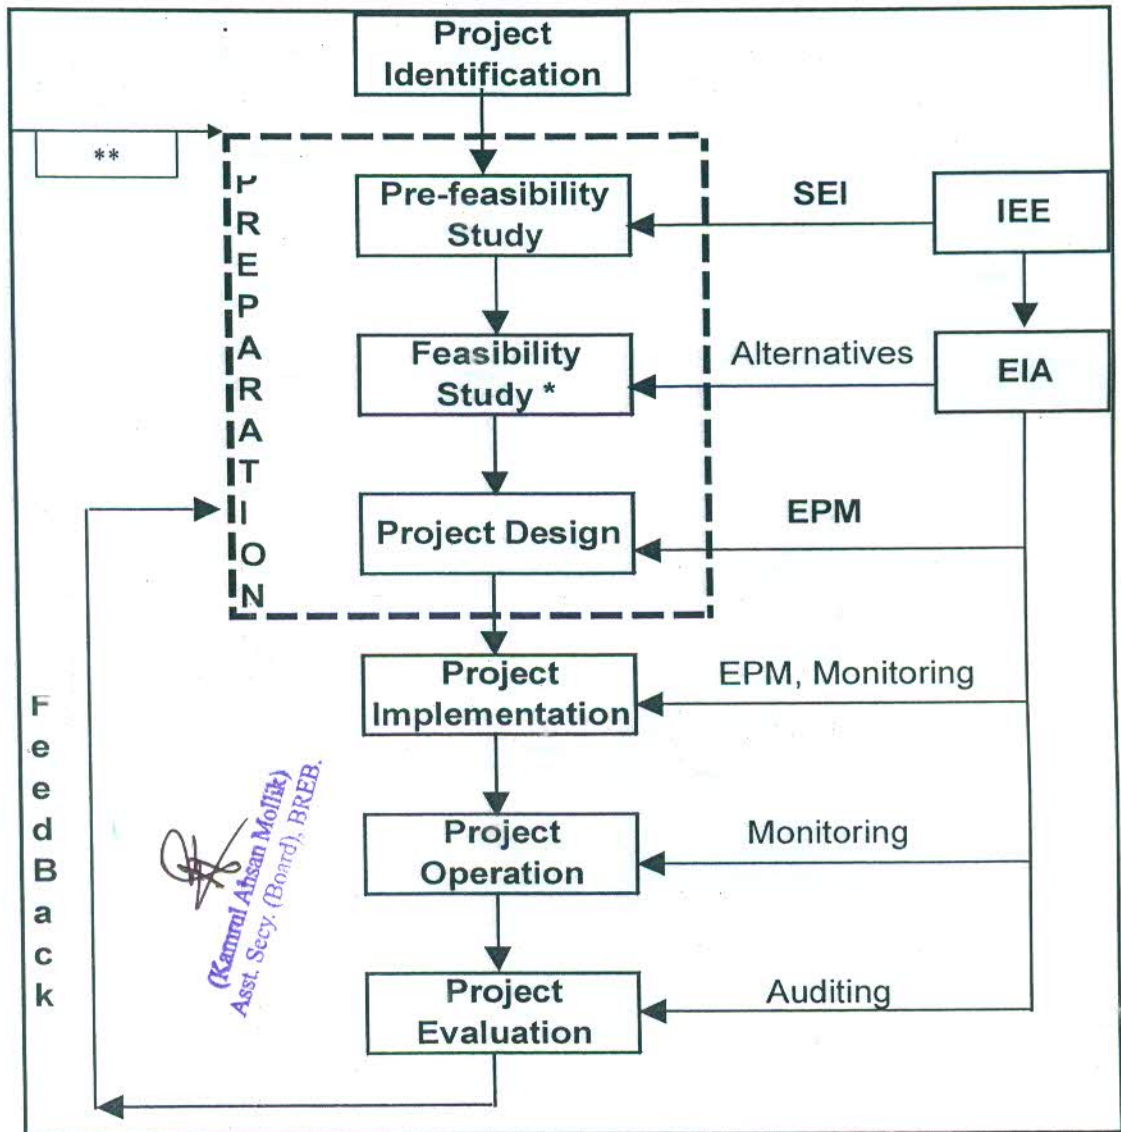 Project
Identification
**
PREPARATION
Pre-feasibility
Study
SEI
IEE
Feasibility
Study *
Alternatives
EIA
Project Design
EPM
Project
Implementation
EPM, Monitoring
FeedBack
(Kamrul Ahsan Mollik)
Asst. Secy. (Board), BREB.
Project
Operation
Monitoring
Project
Evaluation
Auditing